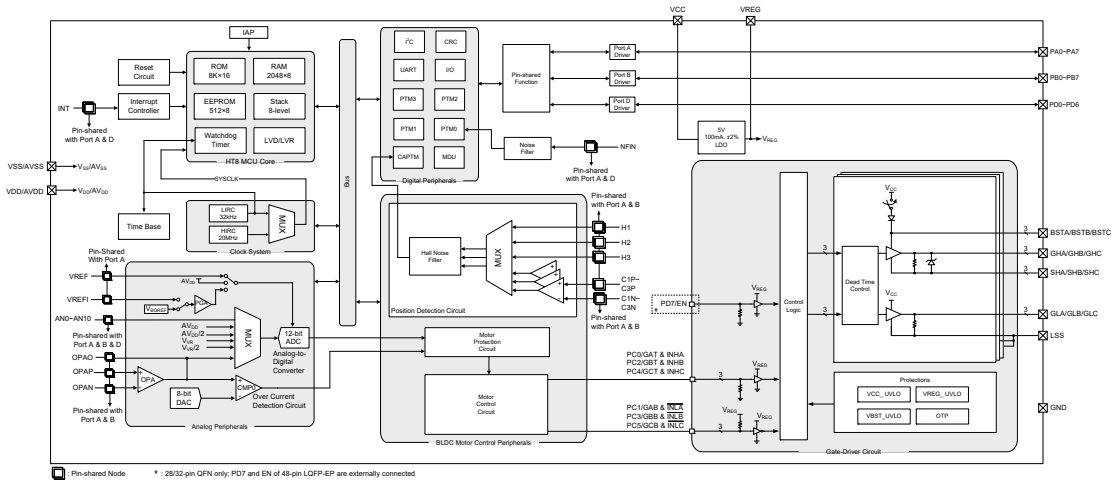 VCC VREG
IAP
Reset Circuit
ROM 8K×16
RAM 2048×8
Interrupt Controller
INT
Pin-shared with Port A & D
EEPROM 512×8
Stack 8-level
Watchdog Timer
LVD/LVR
HT8 MCU Core
VSS/AVSS
VSS/AVSS
VDD/AVDD
VDD/AVDD
SYSCLK
Time Base
LIRC 32kHz
HIRC 20MHz
MUX
Clock System
Bus
I²C
CRC
UART
I/O
PTM3
PTM2
PTM1
PTM0
CAPTM
MDU
Digital Peripherals
Pin-shared Function
Port A Driver
Port B Driver
Port D Driver
PA0~PA7
PB0~PB7
PD0~PD6
Noise Filter
NFIN
Pin-shared with Port A & D
5V 100mA, ±2% LDO
VREG
Pin-Shared With Port A
VREF
VREFI
AN0~AN10
Pin-shared with Port A & B & D
OPAO
OPAP
OPAN
Pin-shared with Port A & B
AVDD
VBGREF
PGA
AVDD
AVDD/2
VVR
VVR/2
MUX
12-bit ADC
Analog-to-Digital Converter
OPA
8-bit DAC
CMP0
Over Current Detection Circuit
Analog Peripherals
Hall Noise Filter
MUX
Position Detection Circuit
Pin-shared with Port A & B
H1
H2
H3
C1P~C3P
C1N~C3N
Pin-shared with Port A & B
Motor Protection Circuit
Motor Control Circuit
BLDC Motor Control Peripherals
PC0/GAT & INHA
PC2/GBT & INHB
PC4/GCT & INHC
PC1/GAB & INLA
PC3/GBB & INLB
PC5/GCB & INLC
* PD7/EN
VREG
VREG
VREG
VREG
3
3
Control Logic
3
3
Dead Time Control
VCC
VCC
3
3
3
3
BSTA/BSTB/BSTC
GHA/GHB/GHC
SHA/SHB/SHC
GLA/GLB/GLC
LSS
GND
Protections
VCC_UVLO
VREG_UVLO
VBST_UVLO
OTP
Gate-Driver Circuit
: Pin-shared Node
* : 28/32-pin QFN only; PD7 and EN of 48-pin LQFP-EP are externally connected